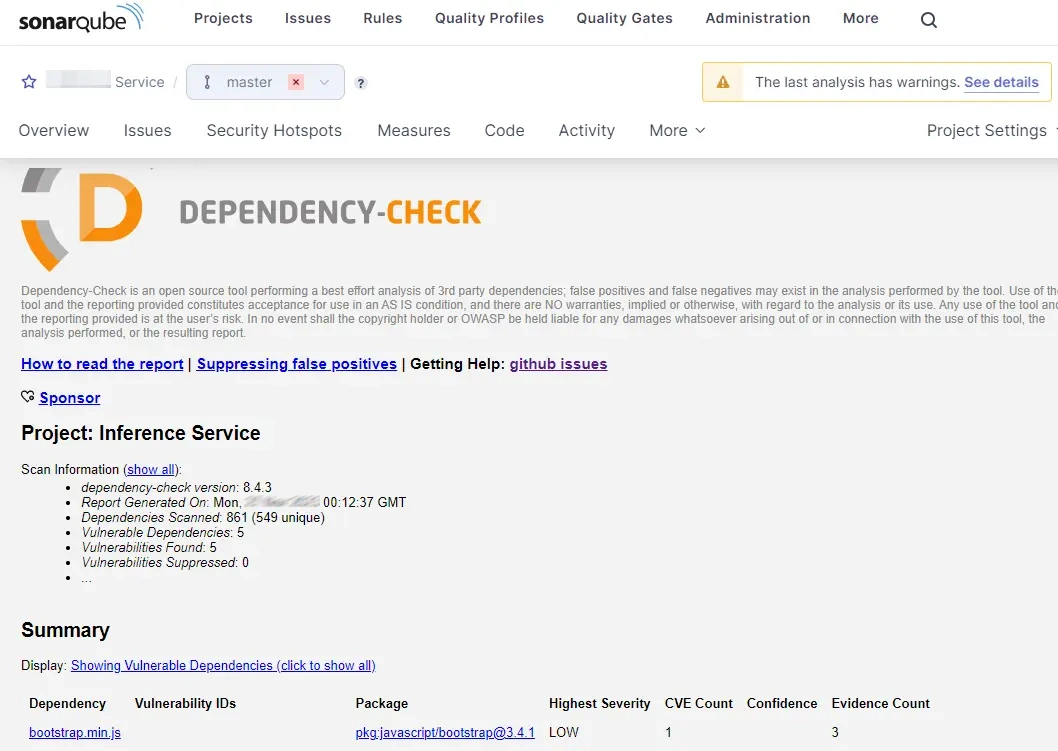 sonarqube Projects Issues Rules Quality Profiles Quality Gates Administration More
Service / master The last analysis has warnings. See details
Overview Issues Security Hotspots Measures Code Activity More Project Settings
DEPENDENCY-CHECK
Dependency-Check is an open source tool performing a best effort analysis of 3rd party dependencies; false positives and false negatives may exist in the analysis performed by the tool. Use of th
tool and the reporting provided constitutes acceptance for use in an AS IS condition, and there are NO warranties, implied or otherwise, with regard to the analysis or its use. Any use of the tool and
the reporting provided is at the user's risk. In no event shall the copyright holder or OWASP be held liable for any damages whatsoever arising out of or in connection with the use of this tool, the
analysis performed, or the resulting report.
How to read the report | Suppressing false positives | Getting Help: github issues
Sponsor
Project: Inference Service
Scan Information (show all):
• dependency-check version: 8.4.3
• Report Generated On: Mon, 00:12:37 GMT
• Dependencies Scanned: 861 (549 unique)
• Vulnerable Dependencies: 5
• Vulnerabilities Found: 5
• Vulnerabilities Suppressed: 0
• ...
Summary
Display: Showing Vulnerable Dependencies (click to show all)
Dependency Vulnerability IDs Package Highest Severity CVE Count Confidence Evidence Count
bootstrap.min.js pkg:javascript/bootstrap@3.4.1 LOW 1 3